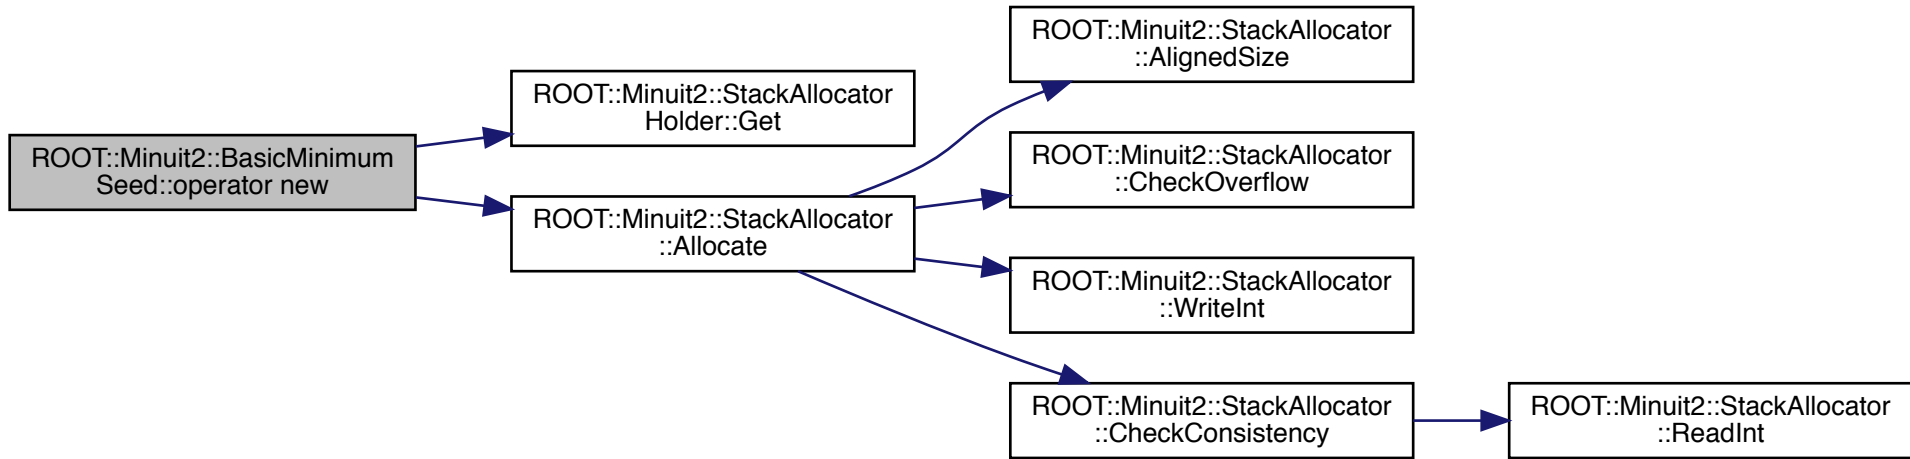 ROOT::Minuit2::BasicMinimum
Seed::operator new
ROOT::Minuit2::StackAllocator
Holder::Get
ROOT::Minuit2::StackAllocator
::Allocate
ROOT::Minuit2::StackAllocator
::AlignedSize
ROOT::Minuit2::StackAllocator
::CheckOverflow
ROOT::Minuit2::StackAllocator
::WriteInt
ROOT::Minuit2::StackAllocator
::CheckConsistency
ROOT::Minuit2::StackAllocator
::ReadInt